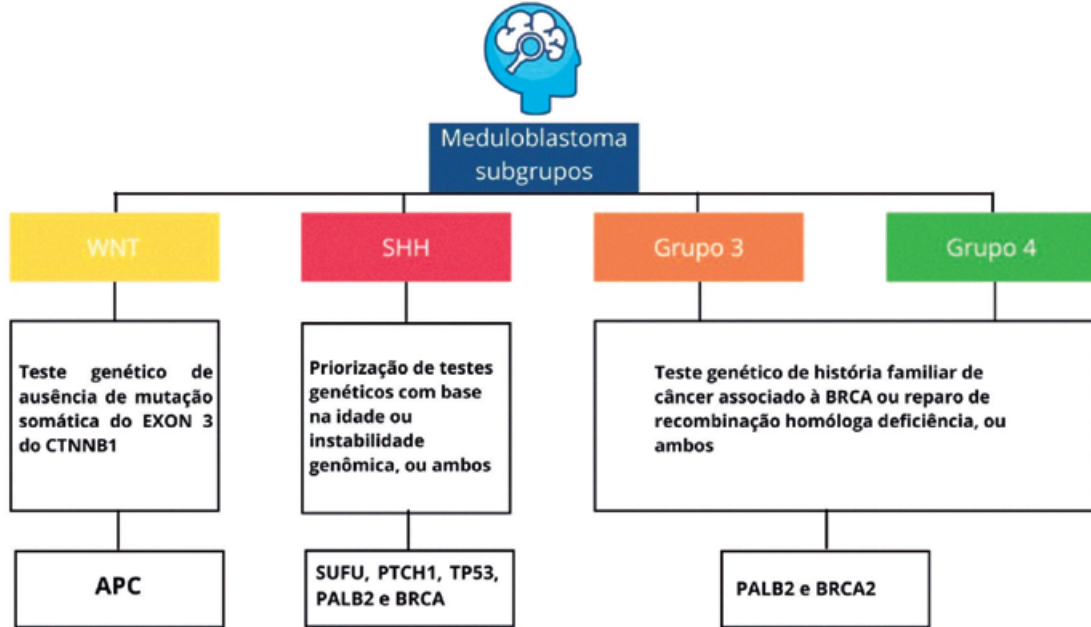 Meduloblastoma
subgrupos
WNT
SHH
Grupo 3
Grupo 4
Teste genético de
ausência de mutação
somática do EXON 3
do CTNNB1
Priorização de testes
genéticos com base
na idade ou
instabilidade
genômica, ou ambos
Teste genético de história familiar de
câncer associado à BRCA ou reparo de
recombinação homóloga deficiência, ou
ambos
APC
SUFU, PTCH1, TP53,
PALB2 e BRCA
PALB2 e BRCA2